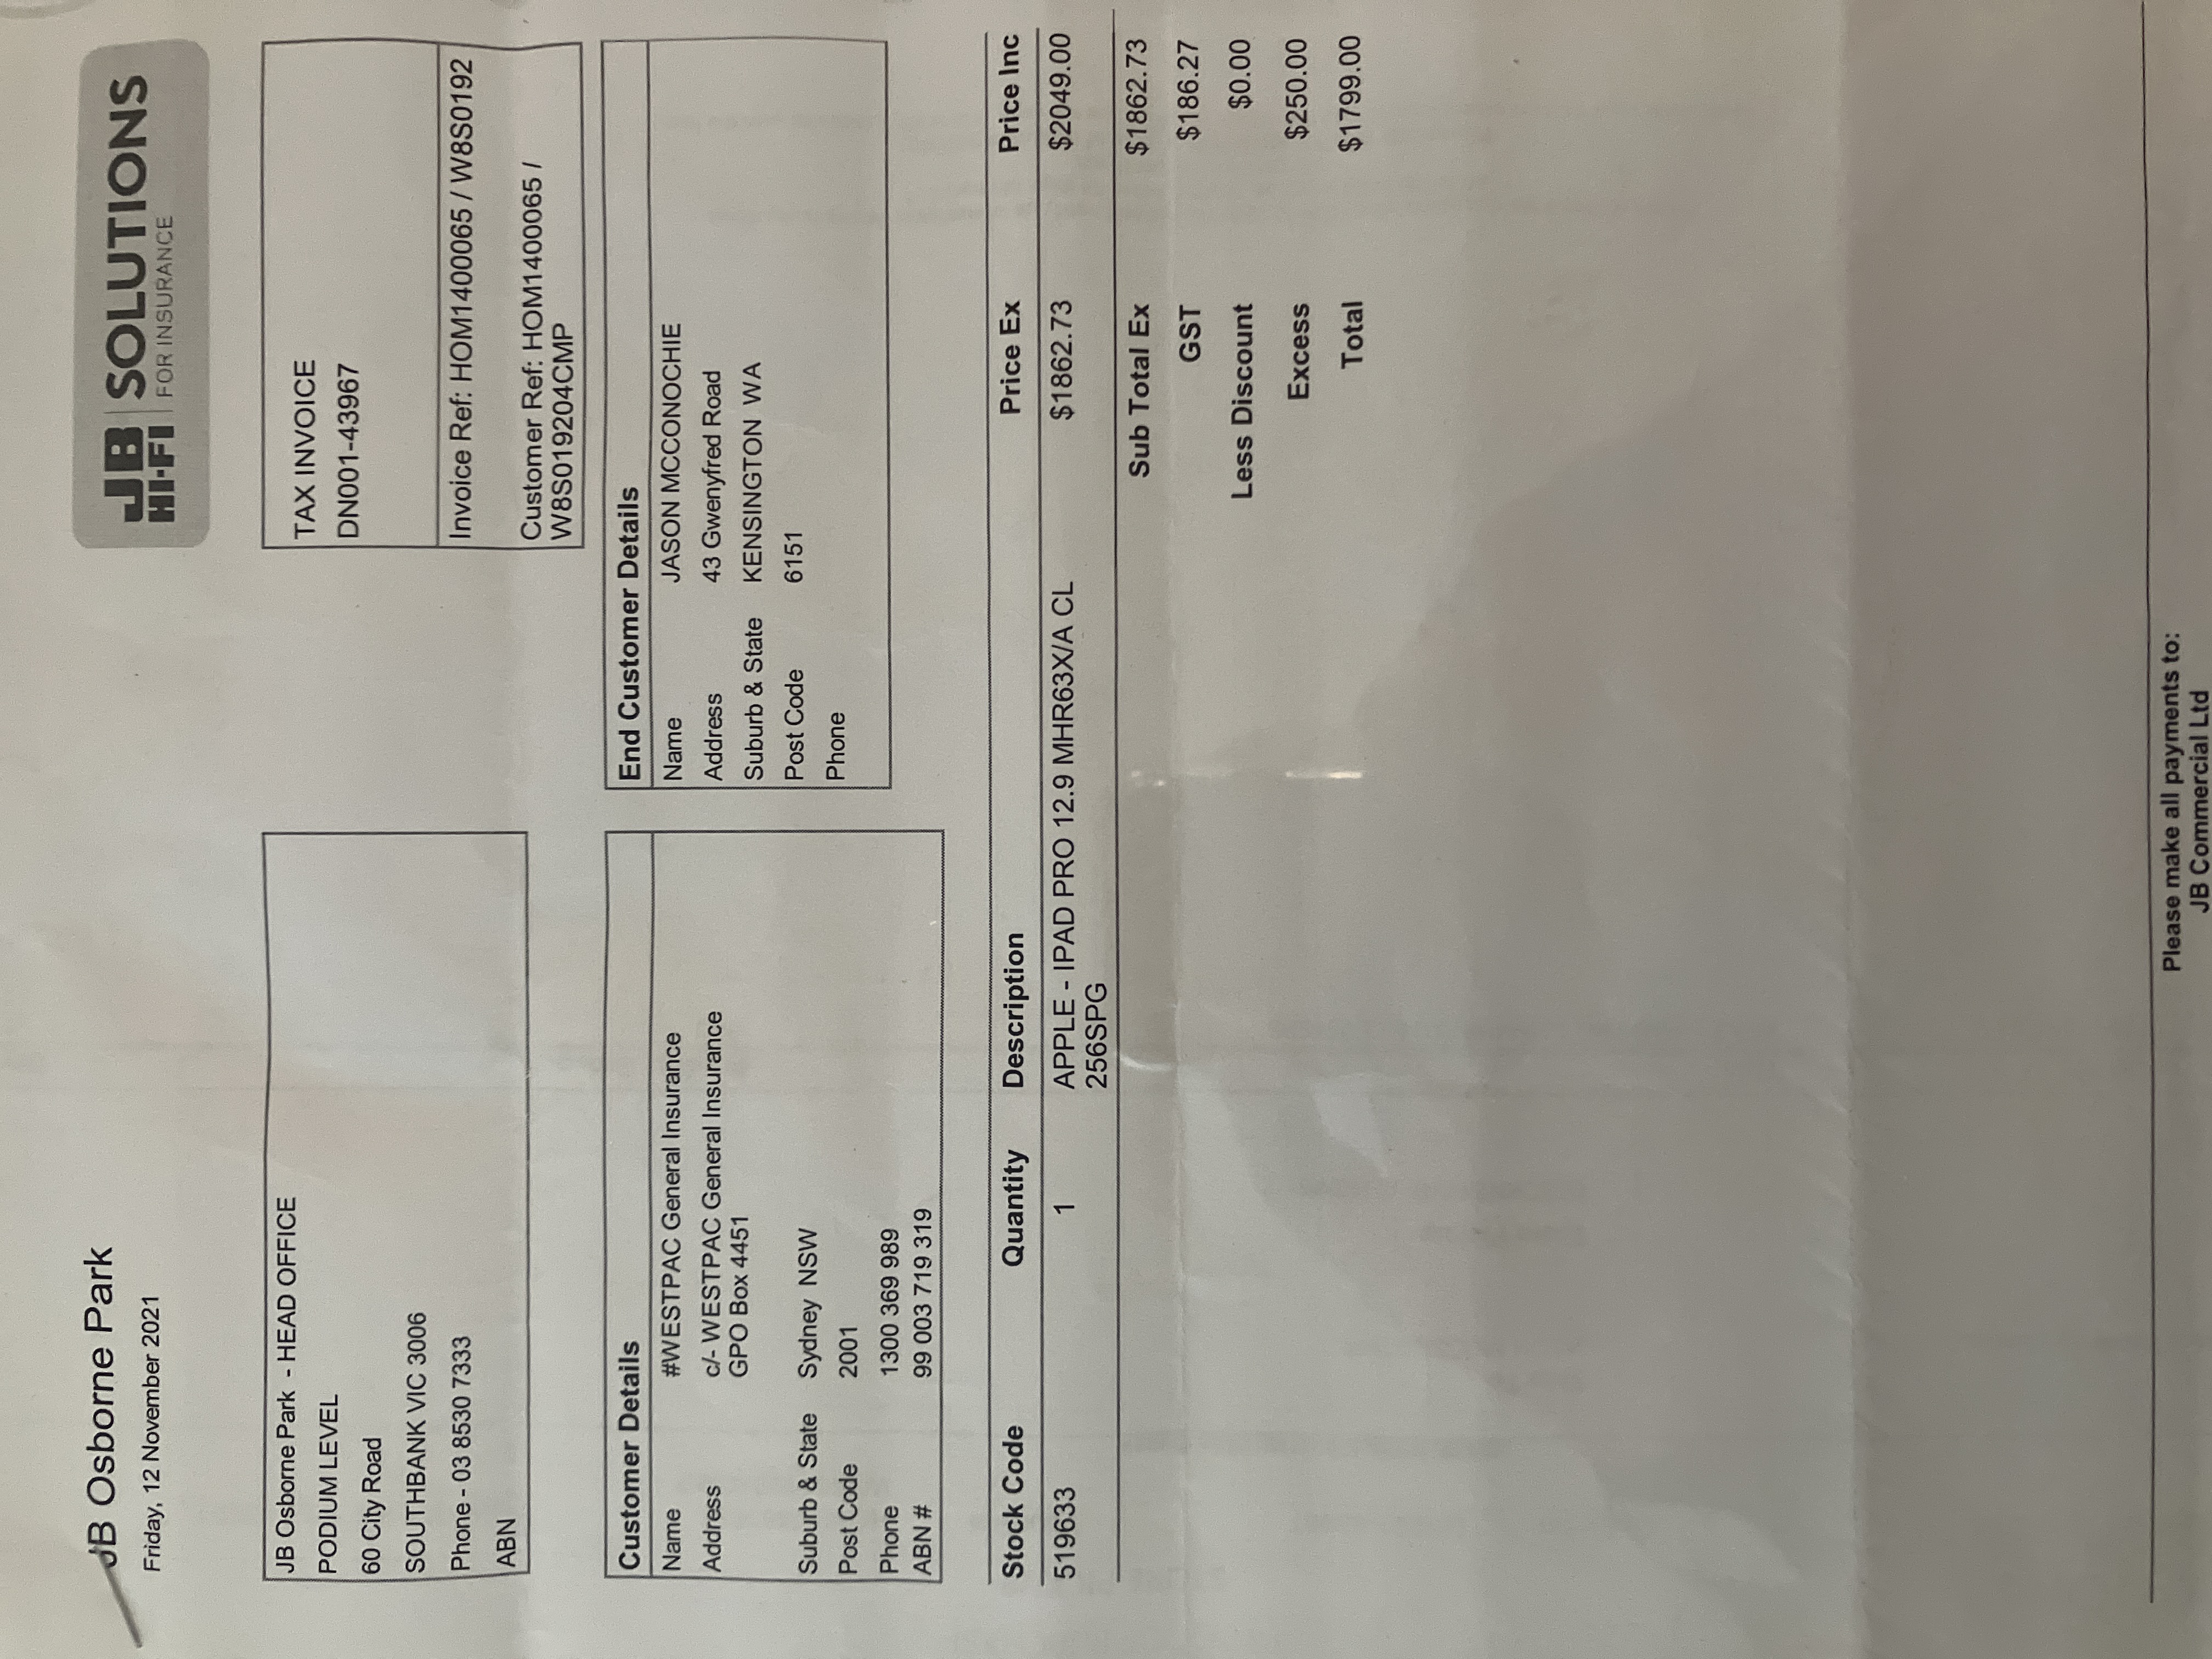 JB Osborne Park
Friday, 12 November 2021
JB HI-FI SOLUTIONS
FOR INSURANCE
JB Osborne Park - HEAD OFFICE
PODIUM LEVEL
60 City Road
SOUTHBANK VIC 3006
Phone - 03 8530 7333
ABN
TAX INVOICE
DN001-43967
Invoice Ref: HOM1400065 / W8S0192
Customer Ref: HOM1400065 /
W8S019204CMP
Customer Details
Name #WESTPAC General Insurance
Address c/- WESTPAC General Insurance
GPO Box 4451
Suburb & State Sydney NSW
Post Code 2001
Phone 1300 369 989
ABN # 99 003 719 319
End Customer Details
Name JASON MCCONOCHIE
Address 43 Gwenyfred Road
Suburb & State KENSINGTON WA
Post Code 6151
Phone
Stock Code Quantity Description Price Ex Price Inc
519633 1 APPLE - IPAD PRO 12.9 MHR63X/A CL $1862.73 $2049.00
256SPG
Sub Total Ex $1862.73
GST $186.27
Less Discount $0.00
Excess $250.00
Total $1799.00
Please make all payments to:
JB Commercial Ltd